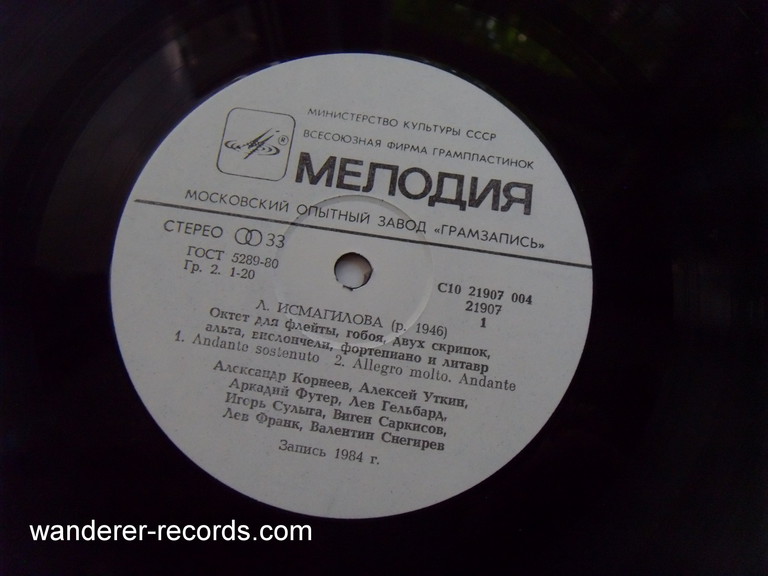 МИНИСТЕРСТВО КУЛЬТУРЫ СССР
ВСЕСОЮЗНАЯ ФИРМА ГРАМПЛАСТИНОК
®
МЕЛОДИЯ
МОСКОВСКИЙ ОПЫТНЫЙ ЗАВОД «ГРАМЗАПИСЬ»
СТЕРЕО 33
ГОСТ 5289-80
Гр. 2. 1-20
С10 21907 004
21907
1
Л. ИСМАГИЛОВА (р. 1946)
Октет для флейты, гобоя, двух скрипок,
альта, виолончели, фортепиано и литавр
1. Andante sostenuto 2. Allegro molto. Andante
Александр Корнеев, Алексей Уткин,
Аркадий Футер, Лев Гельбард,
Игорь Сулыга, Виген Саркисов,
Лев Франк, Валентин Снегирев
Запись 1984 г.
wanderer-records.com